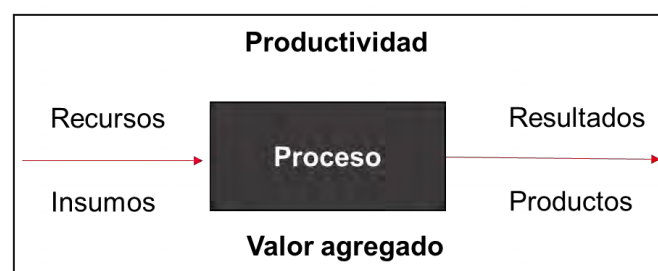 Productividad
Recursos
Resultados
Proceso
Insumos
Productos
Valor agregado